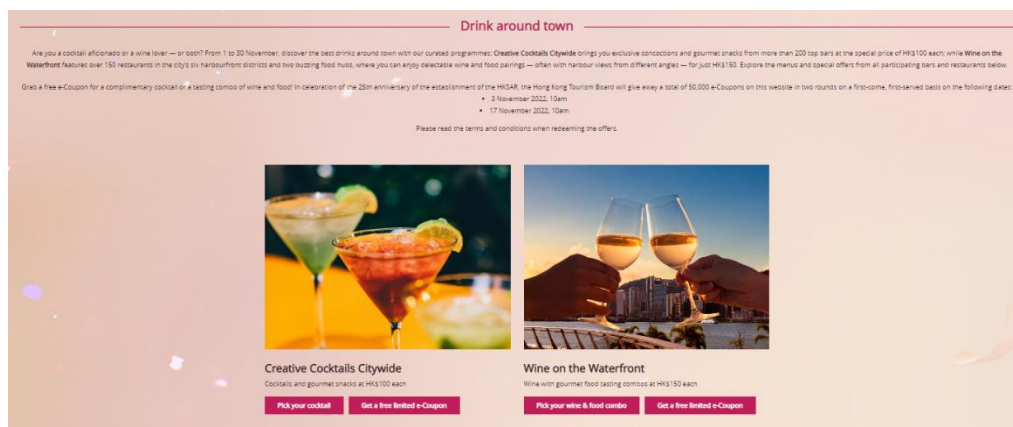 Drink around town
Are you a cocktail aficionado or a wine lover — or both? From 1 to 30 November, discover the best drinks around town with our curated programmes: Creative Cocktails Citywide brings you exclusive concoctions and gourmet snacks from more than 200 top bars at the special price of HK$100 each; while Wine on the
Waterfront features over 150 restaurants in the city's six harbourfront districts and two buzzing food hubs, where you can enjoy delectable wine and food pairings — often with harbour views from different angles — for just HK$150. Explore the menus and special offers from all participating bars and restaurants below.
Grab a free e-Coupon for a complimentary cocktail or a tasting combo of wine and food! In celebration of the 25th anniversary of the establishment of the HKSAR, the Hong Kong Tourism Board will give away a total of 50,000 e-Coupons on this website in two rounds on a first-come, first-served basis on the following dates:
• 3 November 2022, 10am
• 17 November 2022, 10am
Please read the terms and conditions when redeeming the offers.
Creative Cocktails Citywide
Cocktails and gourmet snacks at HK$100 each
Pick your cocktail
Get a free limited e-Coupon
Wine on the Waterfront
Wine with gourmet food tasting combos at HK$150 each
Pick your wine & food combo
Get a free limited e-Coupon